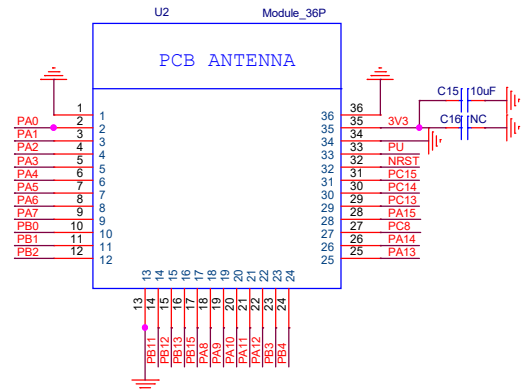 U2 Module_36P
PCB ANTENNA
C15 10uF
C16 NC
1 1 36 36
PA0 2 2 35 35 3V3
PA1 3 3 34 34
PA2 4 4 33 33 PU
PA3 5 5 32 32 NRST
PA4 6 6 31 31 PC15
PA5 7 7 30 30 PC14
PA6 8 8 29 29 PC13
PA7 9 9 28 28 PA15
PB0 10 10 27 27 PC8
PB1 11 11 26 26 PA14
PB2 12 12 25 25 PA13
13 14 15 16 17 18 19 20 21 22 23 24
13 14 15 16 17 18 19 20 21 22 23 24
PB11 PB12 PB13 PB15 PA8 PA9 PA10 PA11 PA12 PB3 PB4